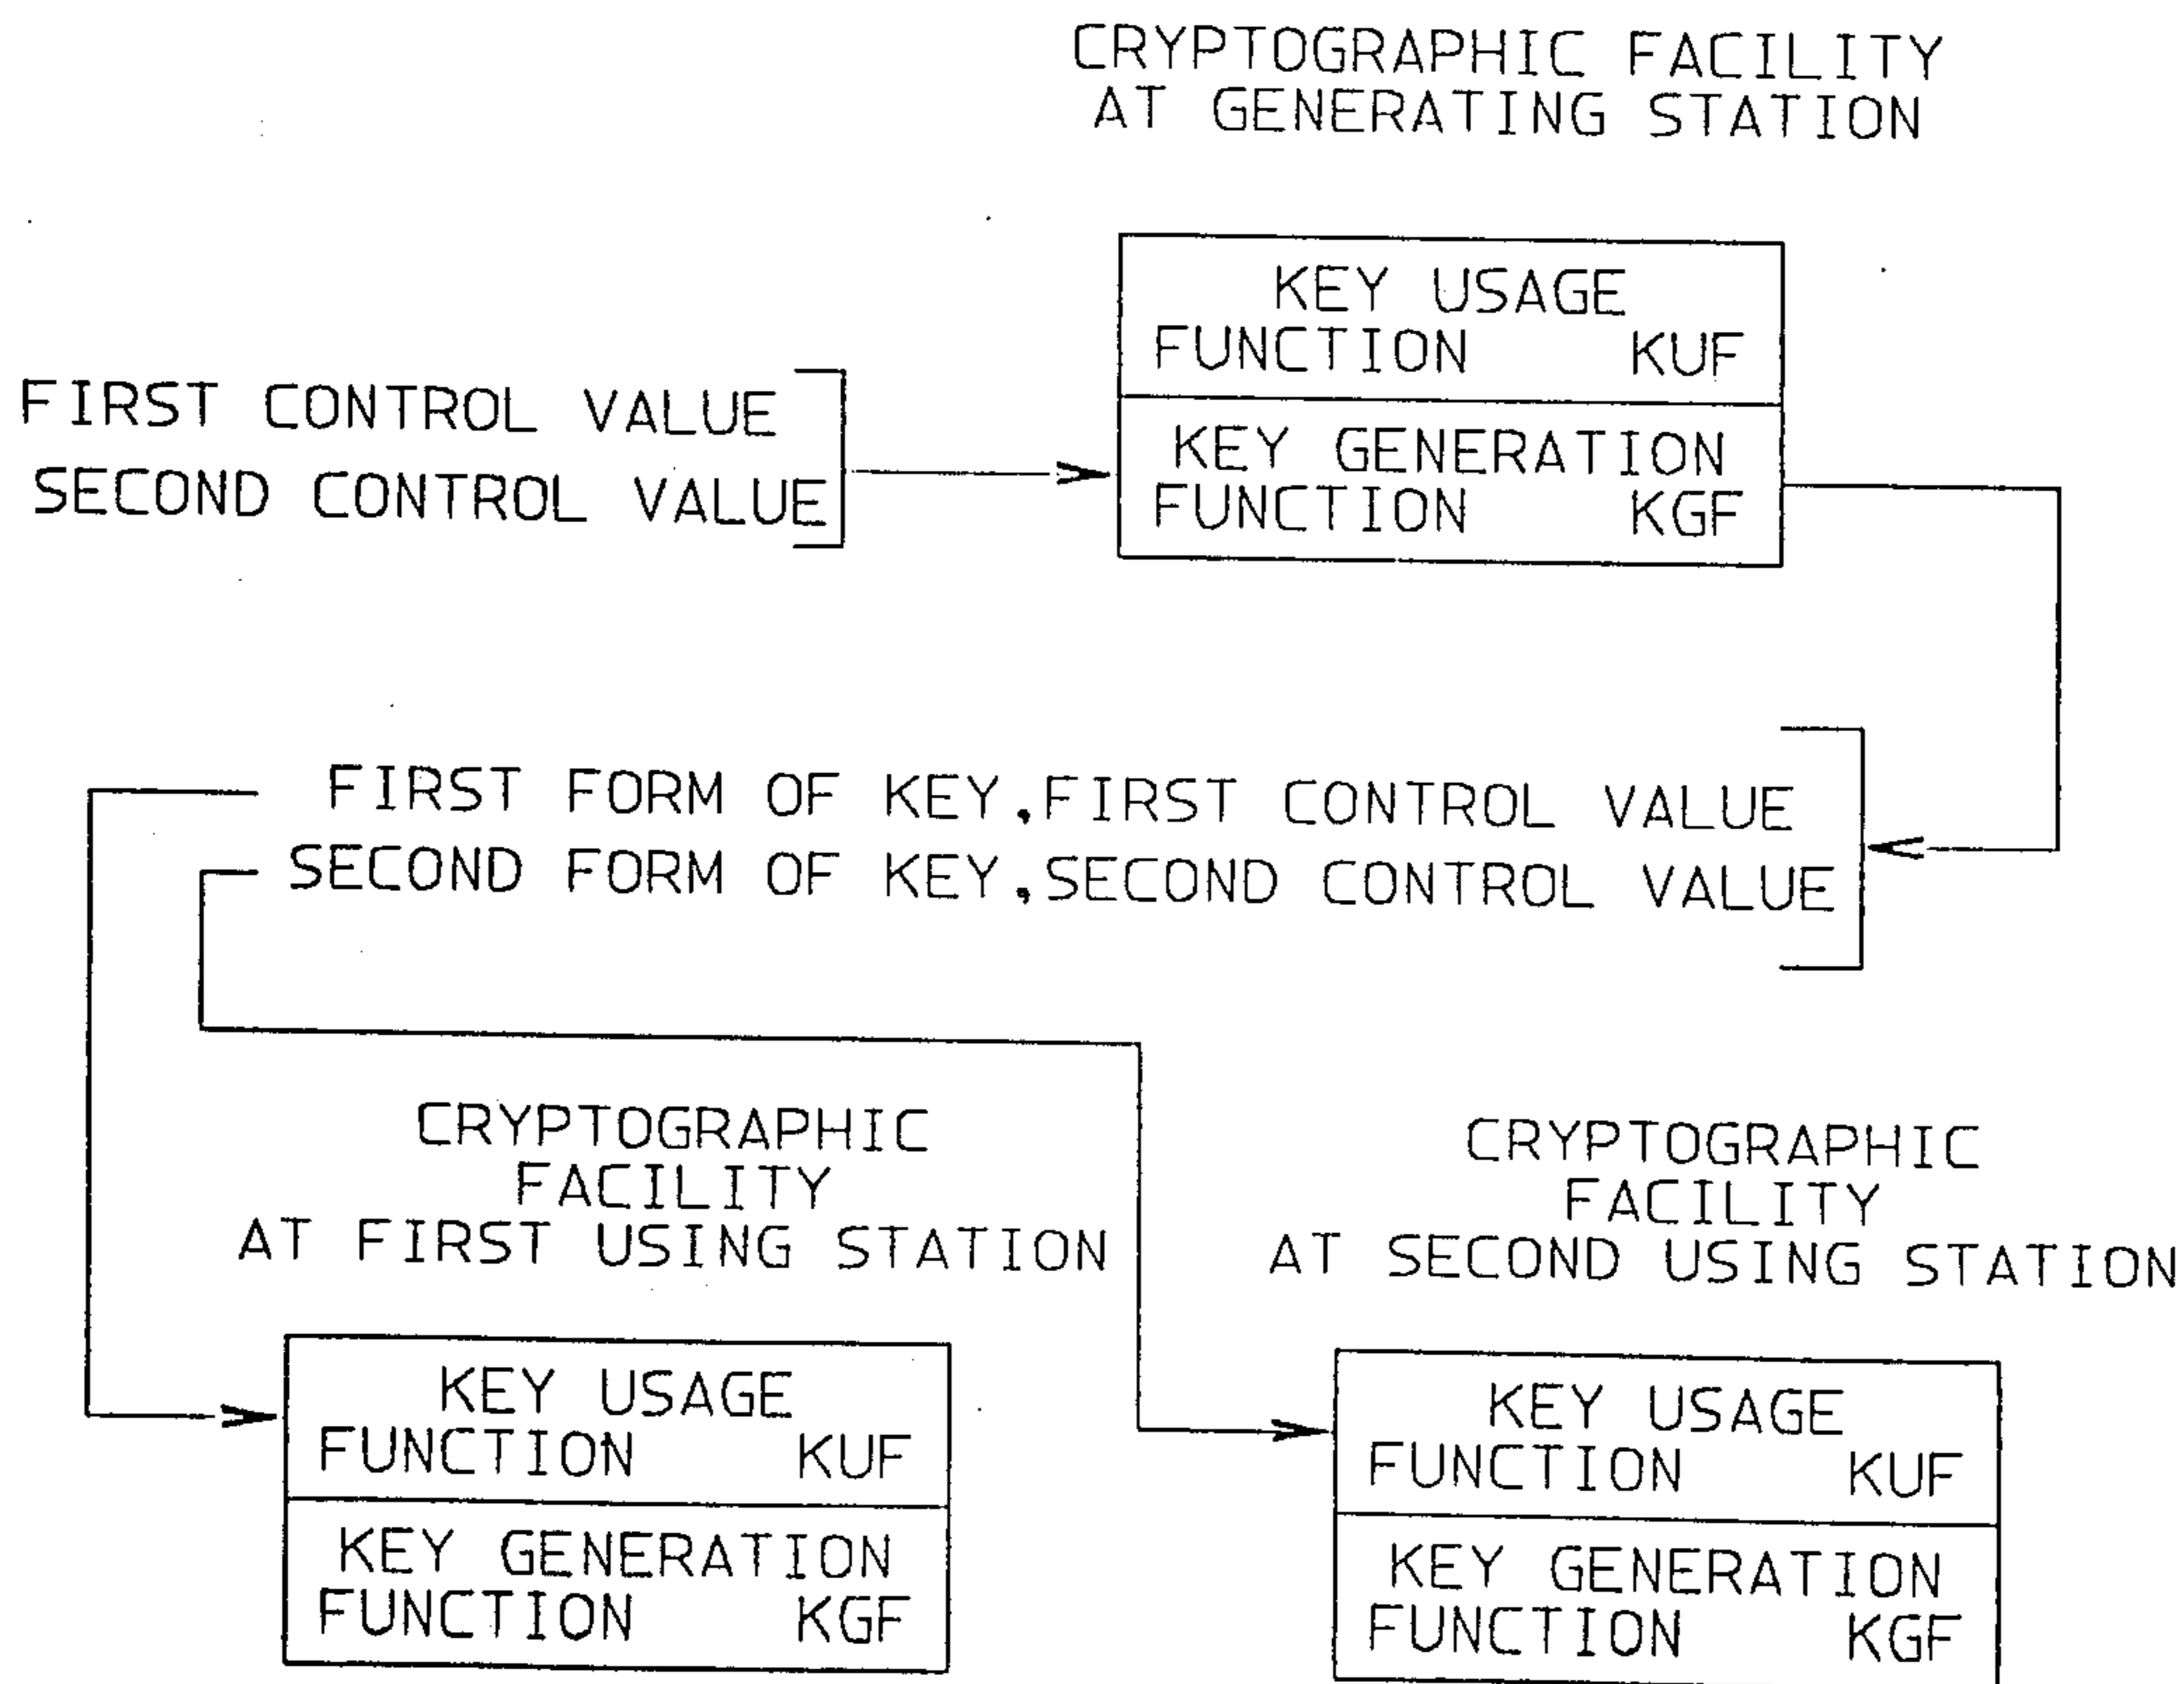 CRYPTOGRAPHIC FACILITY
AT GENERATING STATION
KEY USAGE
FUNCTION KUF
FIRST CONTROL VALUE
SECOND CONTROL VALUE
KEY GENERATION
FUNCTION KGF
FIRST FORM OF KEY.FIRST CONTROL VALUE
SECOND FORM OF KEY.SECOND CONTROL VALUE
CRYPTOGRAPHIC
FACILITY
AT FIRST USING STATION
KEY USAGE
FUNCTION KUF
KEY GENERATION
FUNCTION KGF
CRYPTOGRAPHIC
FACILITY
AT SECOND USING STATION
KEY USAGE
FUNCTION KUF
KEY GENERATION
FUNCTION KGF